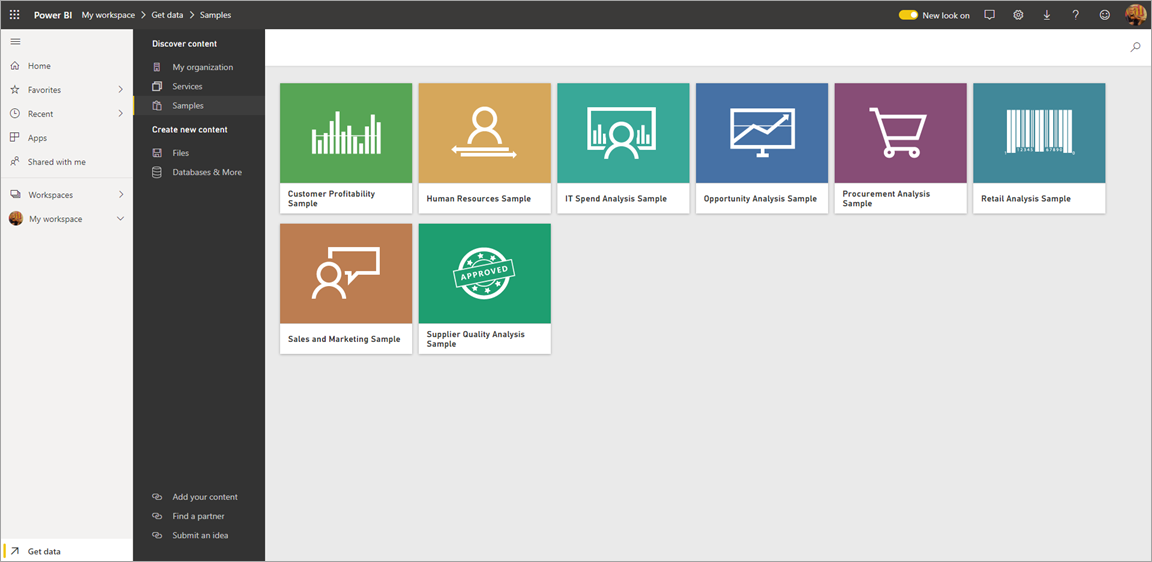 Power BI My workspace > Get data > Samples
New look on
Home
Favorites
Recent
Apps
Shared with me
Workspaces
My workspace
Get data
Discover content
My organization
Services
Samples
Create new content
Files
Databases & More
Add your content
Find a partner
Submit an idea
Customer Profitability
Sample
Human Resources Sample
IT Spend Analysis Sample
Opportunity Analysis Sample
Procurement Analysis
Sample
Retail Analysis Sample
Sales and Marketing Sample
APPROVED
Supplier Quality Analysis
Sample